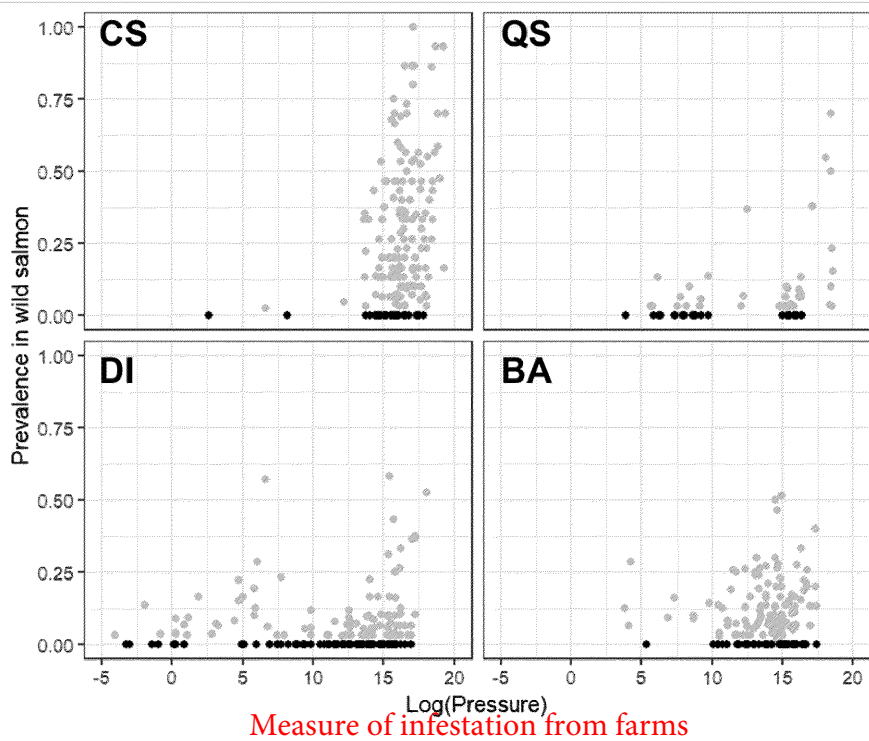 CS QS
1.00
0.75
0.50
0.25
0.00
DI BA
1.00
0.75
0.50
0.25
0.00
Prevalence in wild salmon
-5 0 5 10 15 20 -5 0 5 10 15 20
Log(Pressure)
Measure of infestation from farms